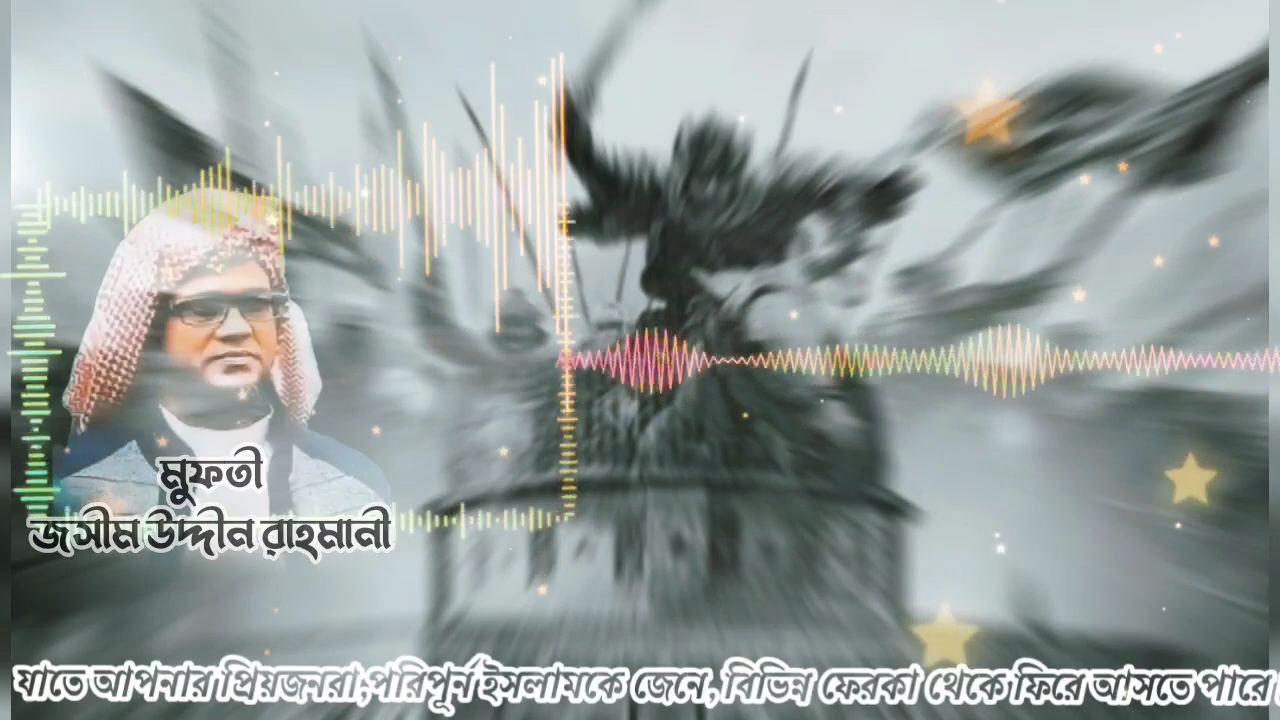 মুফতী
জসীম উদ্দীন রাহমানী
যাতে আপনার প্রিয়জনরা,পরিপূর্ন ইসলামকে জেনে, বিভিন্ন ফেরকা থেকে ফিরে আসতে পারে